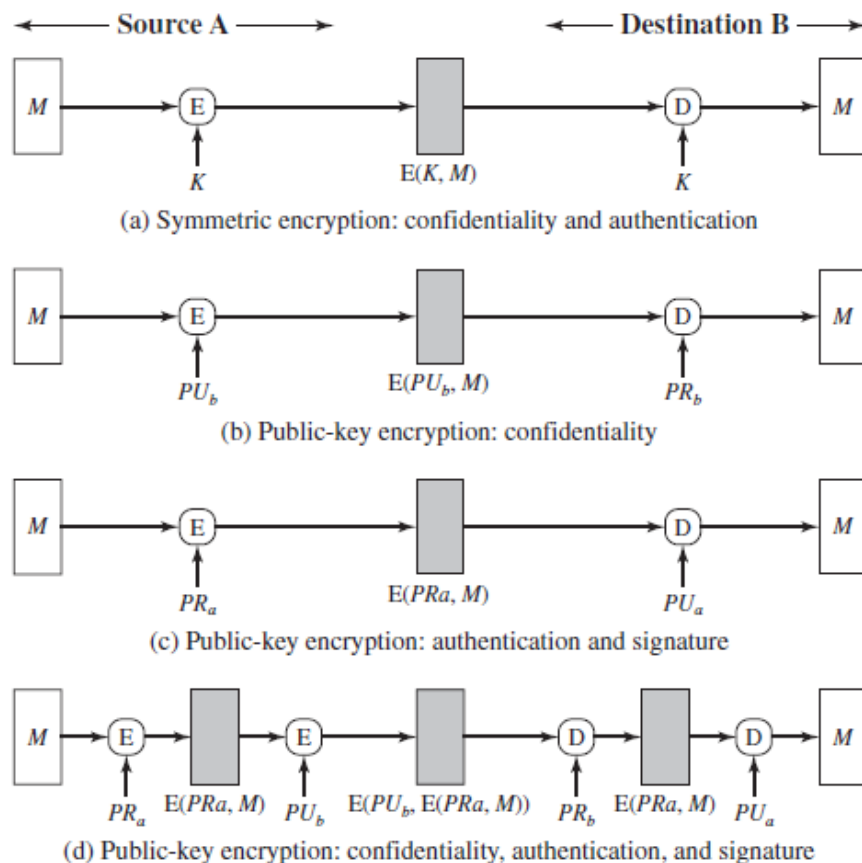 Source A Destination B
M E E(K, M) D M
K K
(a) Symmetric encryption: confidentiality and authentication
M E D M
PU_b E(PU_b, M) PR_b
(b) Public-key encryption: confidentiality
M E D M
PR_a E(PRa, M) PU_a
(c) Public-key encryption: authentication and signature
M E E D D M
PR_a E(PRa, M) PU_b E(PU_b, E(PRa, M)) PR_b E(PRa, M) PU_a
(d) Public-key encryption: confidentiality, authentication, and signature